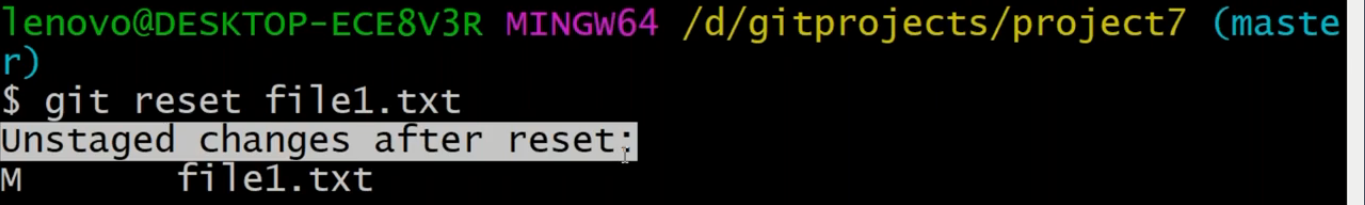 lenovo@DESKTOP-ECE8V3R MINGW64 /d/gitprojects/project7 (maste
r)
$ git reset file1.txt
Unstaged changes after reset:
M       file1.txt